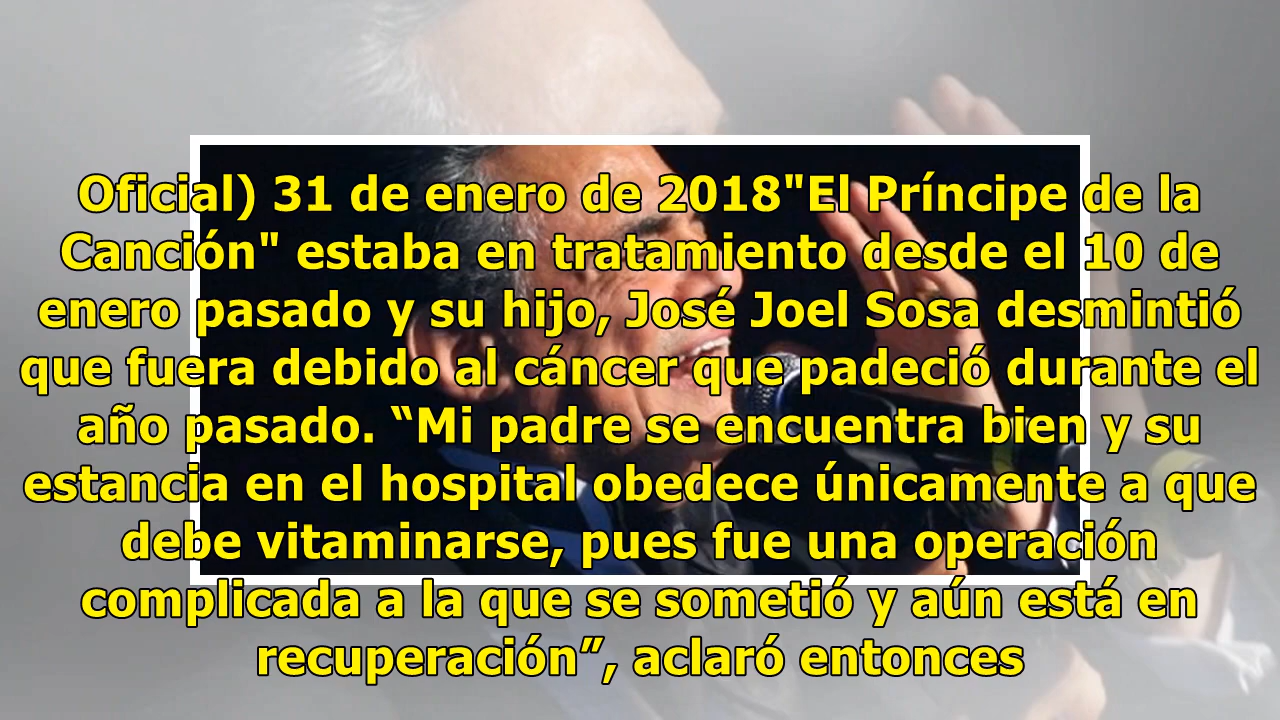 Oficial) 31 de enero de 2018"El Príncipe de la
Canción" estaba en tratamiento desde el 10 de
enero pasado y su hijo, José Joel Sosa desmintió
que fuera debido al cáncer que padeció durante el
año pasado. “Mi padre se encuentra bien y su
estancia en el hospital obedece únicamente a que
debe vitaminarse, pues fue una operación
complicada a la que se sometió y aún está en
recuperación”, aclaró entonces